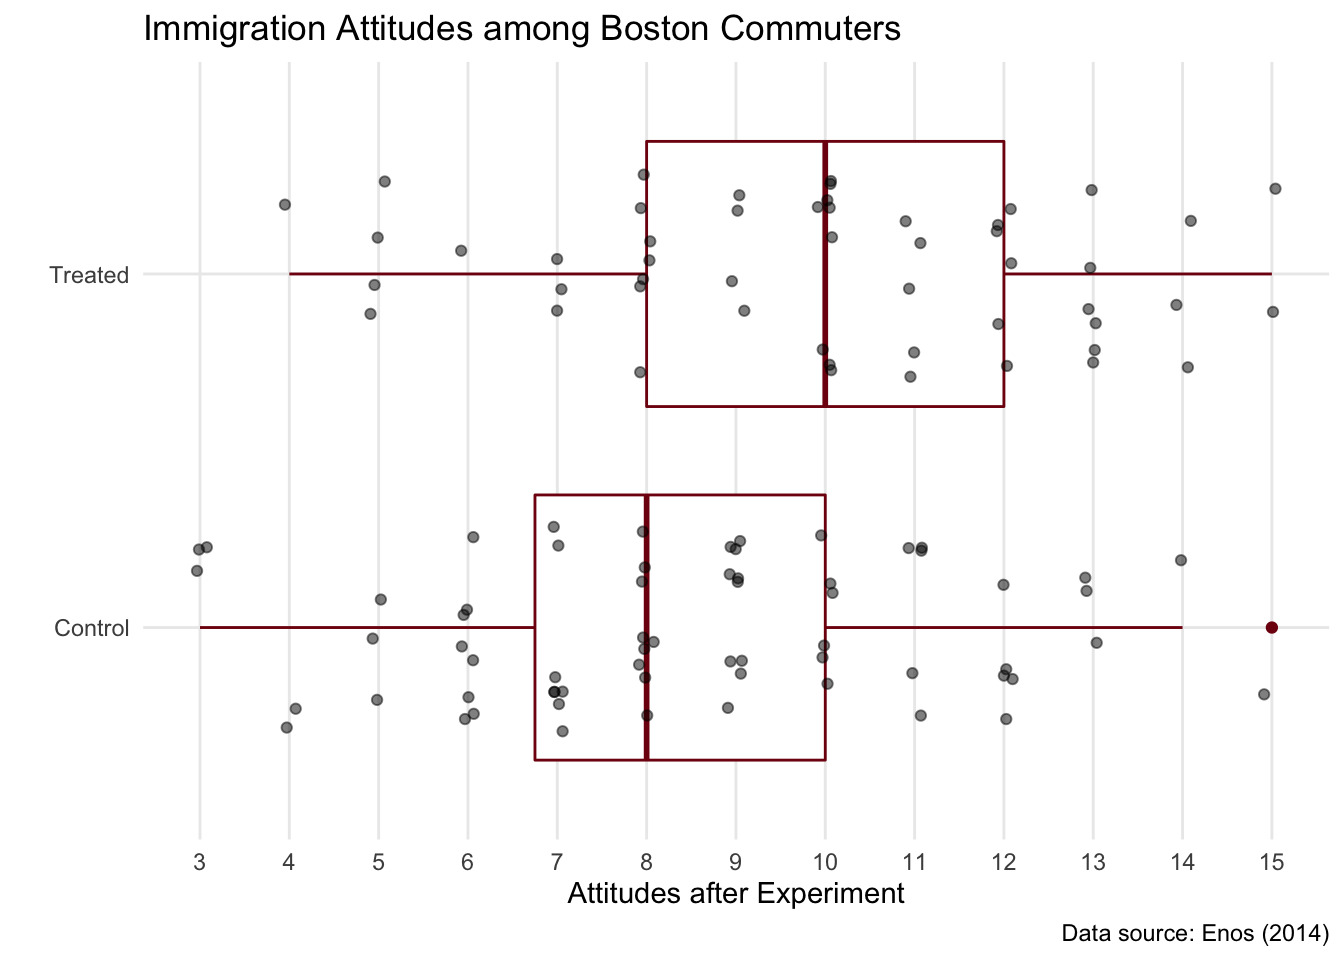 Immigration Attitudes among Boston Commuters
Treated
Control
3 4 5 6 7 8 9 10 11 12 13 14 15
Attitudes after Experiment
Data source: Enos (2014)